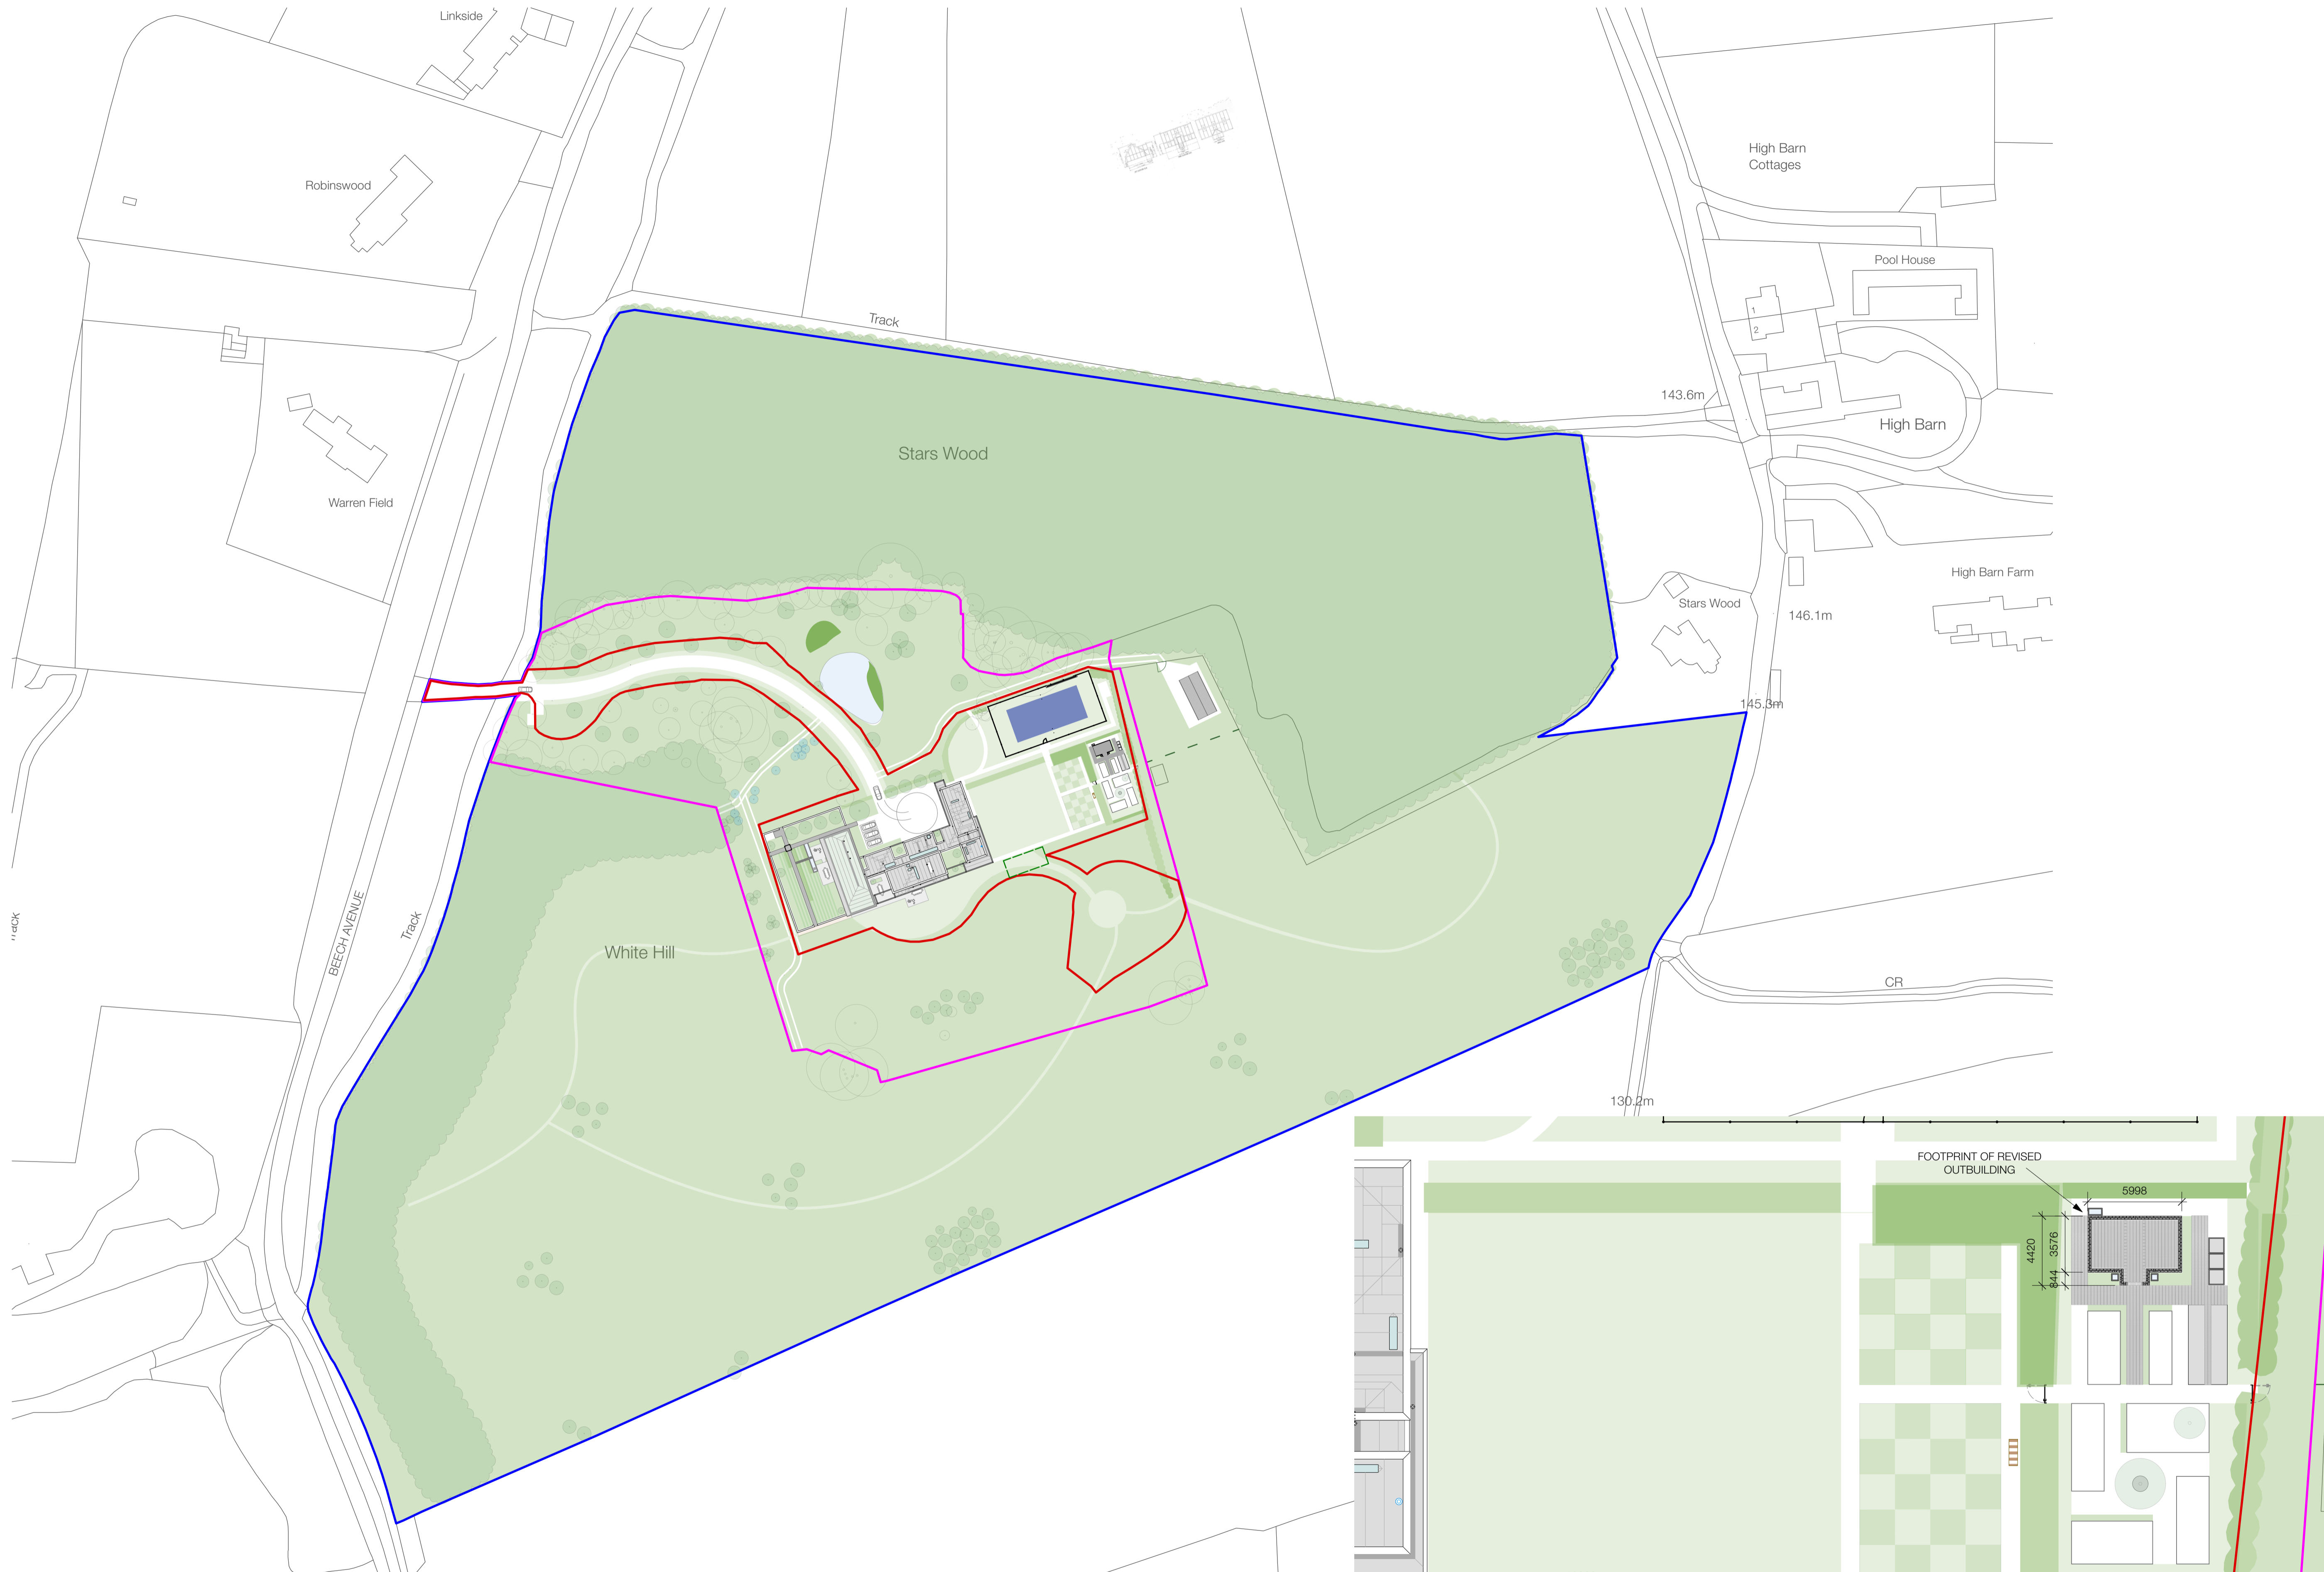 Linkside
Robinswood
High Barn
Cottages
Pool House
Track
1
2
143.6m
High Barn
Stars Wood
Warren Field
High Barn Farm
Stars Wood
146.1m
145.3m
BEECH AVENUE
Track
White Hill
CR
130.2m
FOOTPRINT OF REVISED
OUTBUILDING
5998
4420
3576
844